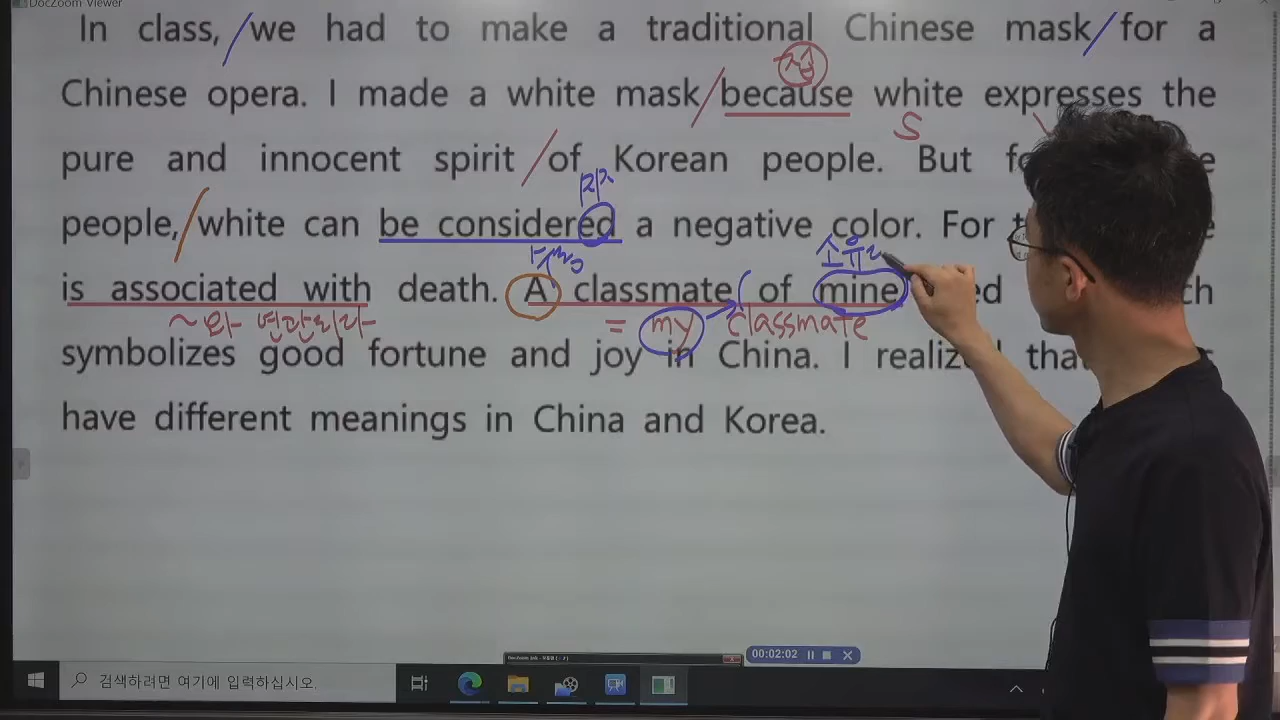 DocZoom Viewer
In class, we had to make a traditional Chinese mask for a
Chinese opera. I made a white mask because white expresses the
S
pure and innocent spirit of Korean people. But
people, white can be considered a negative color. For
소유
is associated with death. A classmate of mine
~와 연관되다
= my classmate
symbolizes good fortune and joy in China. I
have different meanings in China and Korea.
00:02:02
검색하려면 여기에 입력하십시오.